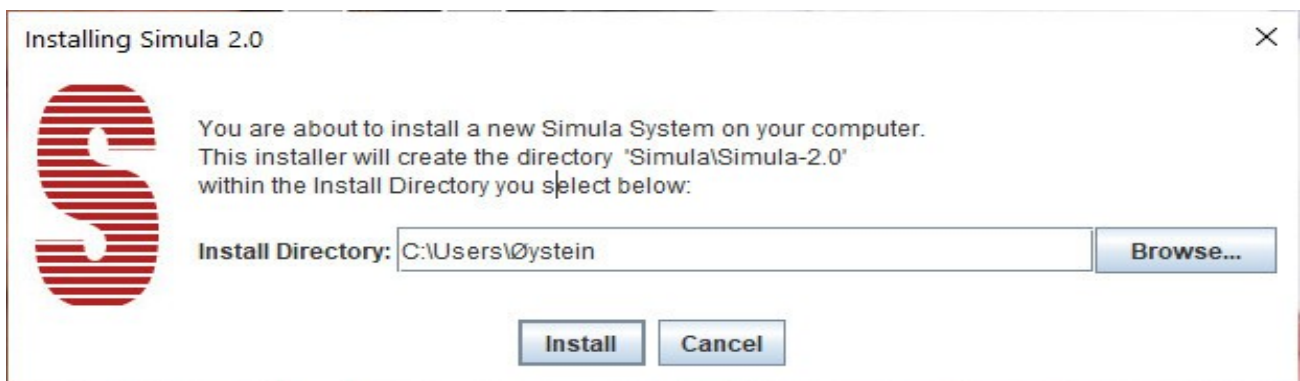 Installing Simula 2.0
You are about to install a new Simula System on your computer.
This installer will create the directory "Simula\Simula-2.0"
within the Install Directory you select below:
Install Directory: C:\Users\Øystein Browse...
Install Cancel